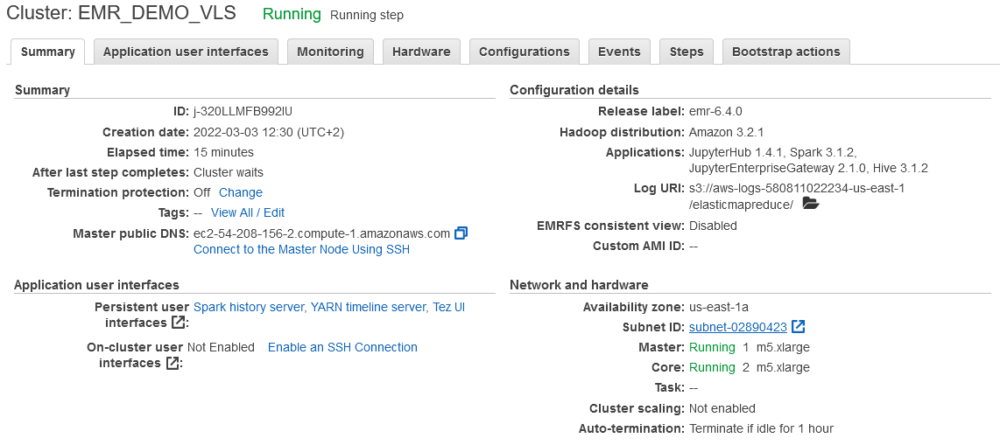 Cluster: EMR_DEMO_VLS Running Running step
Summary Application user interfaces Monitoring Hardware Configurations Events Steps Bootstrap actions
Summary
ID: j-320LLMFB992IU
Creation date: 2022-03-03 12:30 (UTC+2)
Elapsed time: 15 minutes
After last step completes: Cluster waits
Termination protection: Off Change
Tags: -- View All / Edit
Master public DNS: ec2-54-208-156-2.compute-1.amazonaws.com
Connect to the Master Node Using SSH
Configuration details
Release label: emr-6.4.0
Hadoop distribution: Amazon 3.2.1
Applications: JupyterHub 1.4.1, Spark 3.1.2,
JupyterEnterpriseGateway 2.1.0, Hive 3.1.2
Log URI: s3://aws-logs-580811022234-us-east-1
/elasticmapreduce/
EMRFS consistent view: Disabled
Custom AMI ID: --
Application user interfaces
Persistent user Spark history server, YARN timeline server, Tez UI
interfaces :
On-cluster user Not Enabled Enable an SSH Connection
interfaces :
Network and hardware
Availability zone: us-east-1a
Subnet ID: subnet-02890423
Master: Running 1 m5.xlarge
Core: Running 2 m5.xlarge
Task: --
Cluster scaling: Not enabled
Auto-termination: Terminate if idle for 1 hour